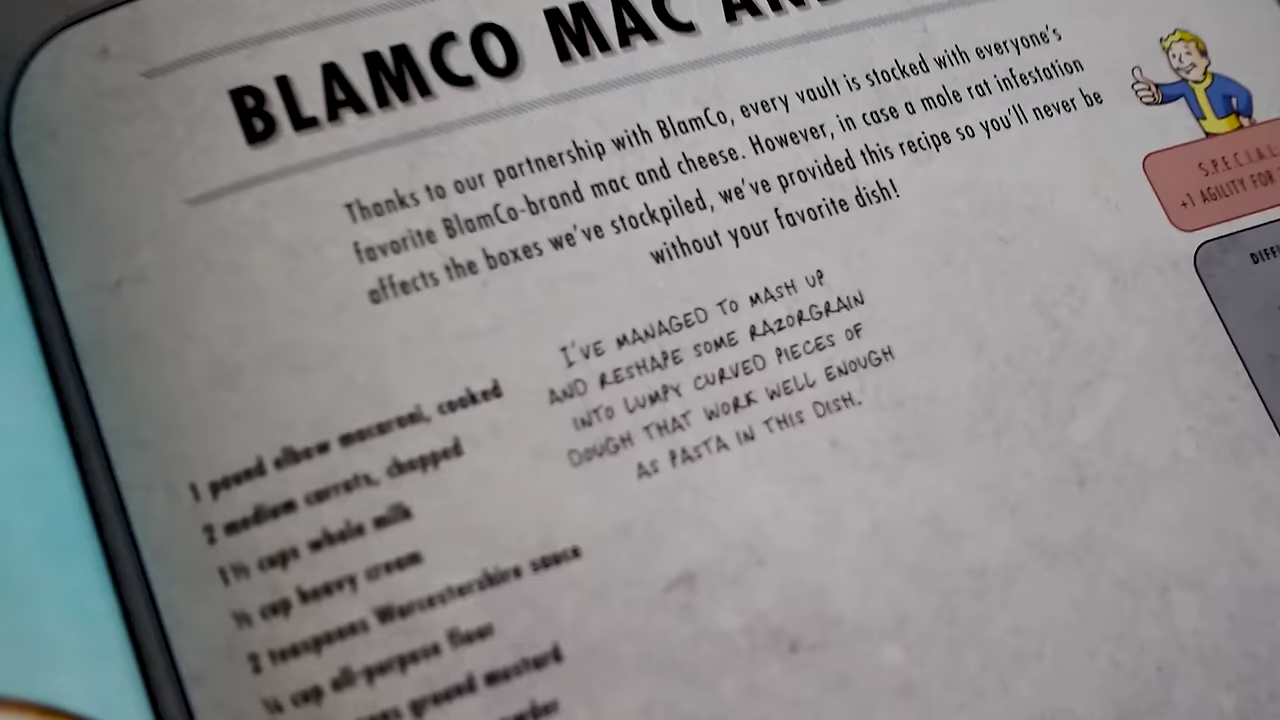 BLAMCO MAC AND
Thanks to our partnership with BlamCo, every vault is stocked with everyone's
favorite BlamCo-brand mac and cheese. However, in case a mole rat infestation
affects the boxes we've stockpiled, we've provided this recipe so you'll never be
without your favorite dish!
I'VE MANAGED TO MASH UP
AND RESHAPE SOME RAZORGRAIN
INTO LUMPY CURVED PIECES OF
DOUGH THAT WORK WELL ENOUGH
AS PASTA IN THIS DISH.
1 pound elbow macaroni, cooked
2 medium carrots, chopped
1½ cups whole milk
½ cup heavy cream
2 teaspoons Worcestershire sauce
¼ cup all-purpose flour
ground mustard
S.P.E.C.I.A.L.
+1 AGILITY FOR